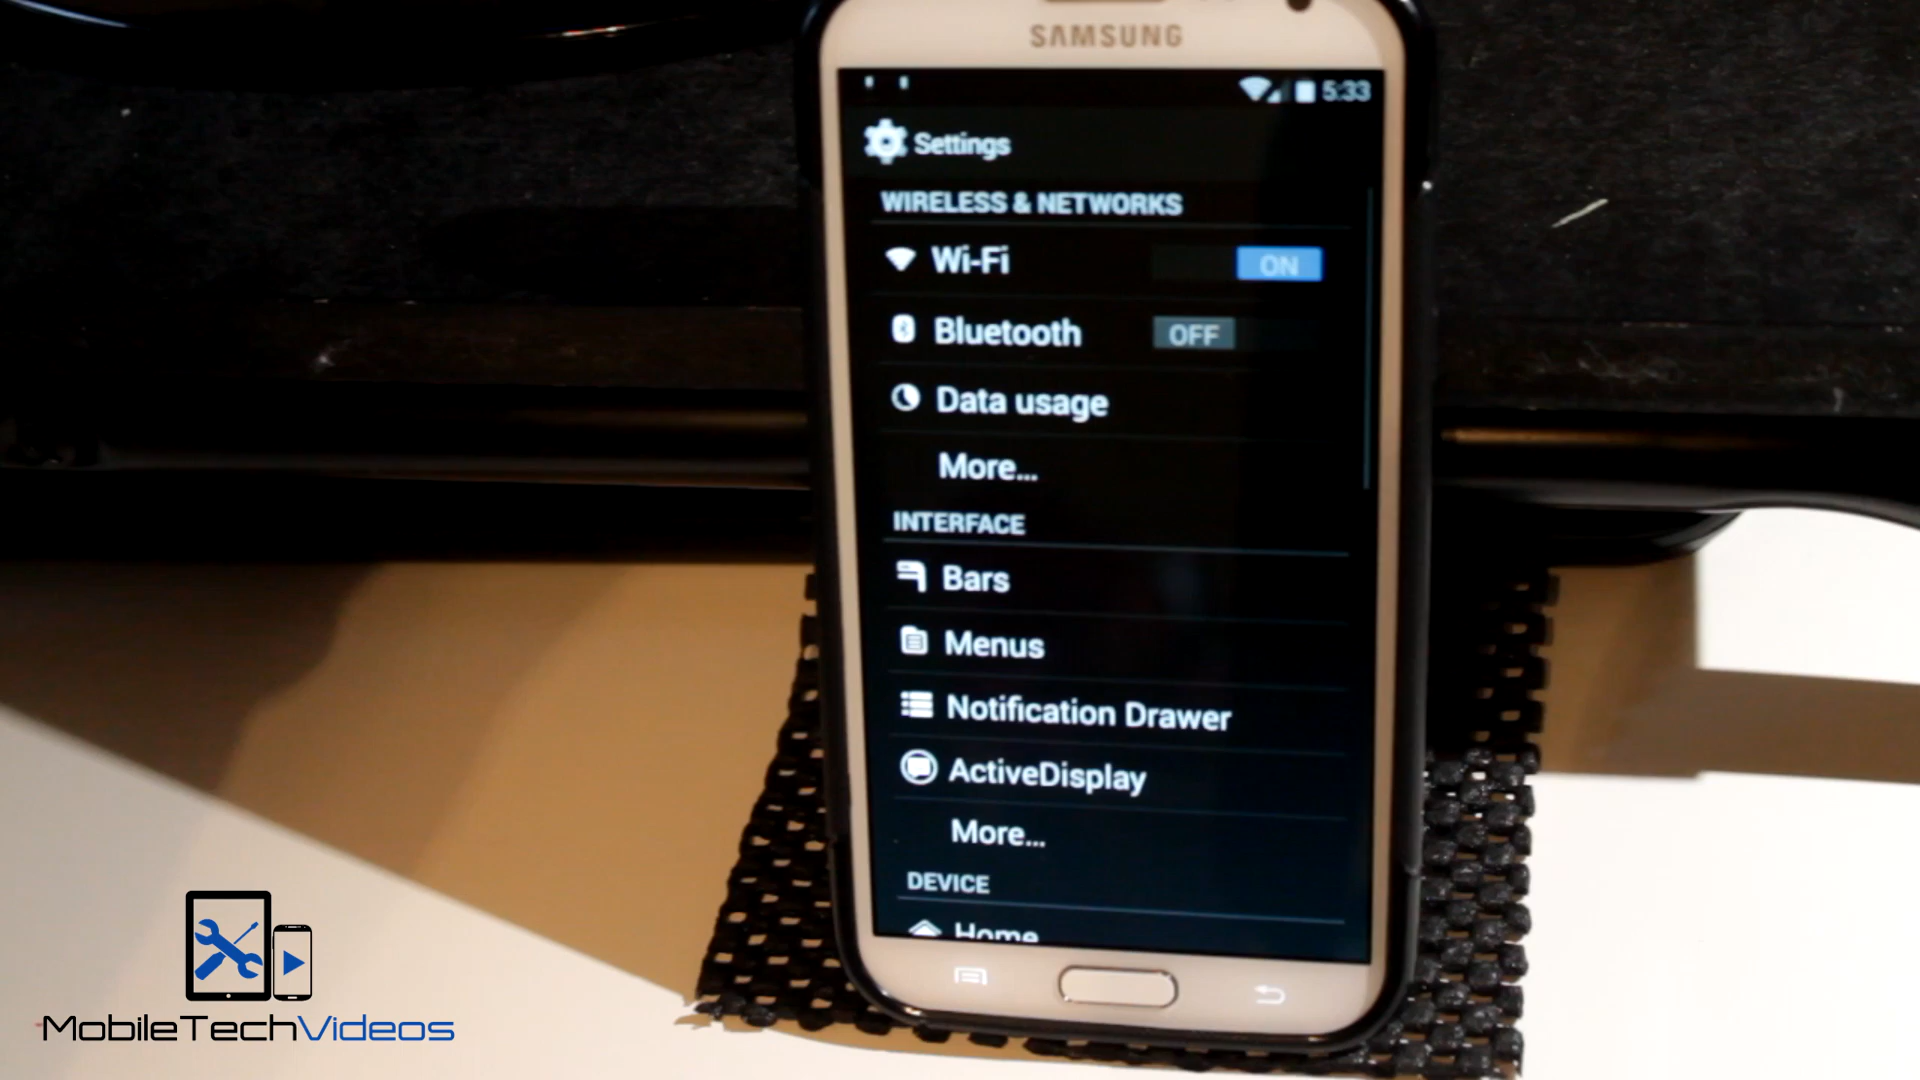 SAMSUNG
5:33
Settings
WIRELESS & NETWORKS
Wi-Fi ON
Bluetooth OFF
Data usage
More...
INTERFACE
Bars
Menus
Notification Drawer
ActiveDisplay
More...
DEVICE
Home
MobileTechVideos